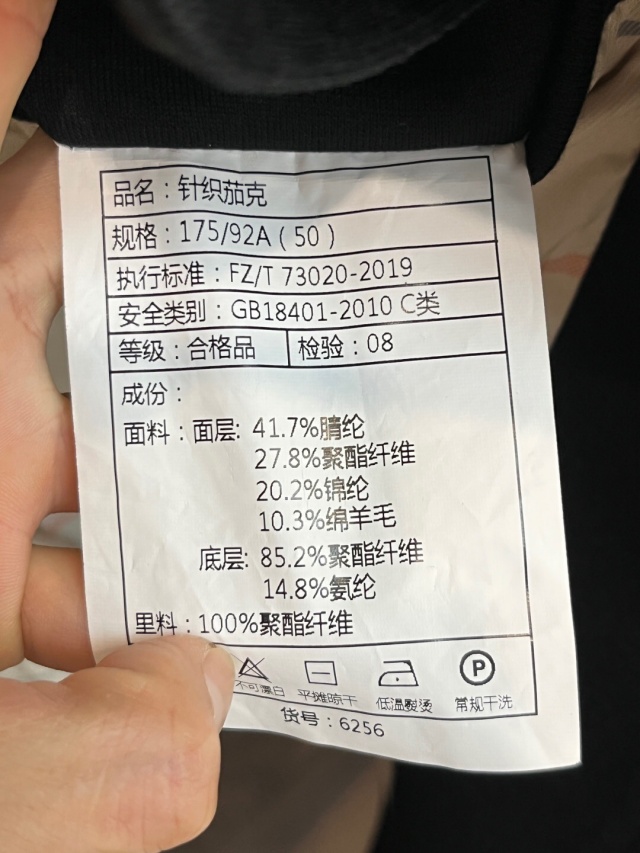 品名：针织茄克
规格：175/92A（50）
执行标准：FZ/T 73020-2019
安全类别：GB18401-2010 C类
等级：合格品 检验：08
成份：
面料：面层: 41.7%腈纶
27.8%聚酯纤维
20.2%锦纶
10.3%绵羊毛
底层: 85.2%聚酯纤维
14.8%氨纶
里料：100%聚酯纤维
P
不可漂白 平摊晾干 低温熨烫 常规干洗
货号：6256